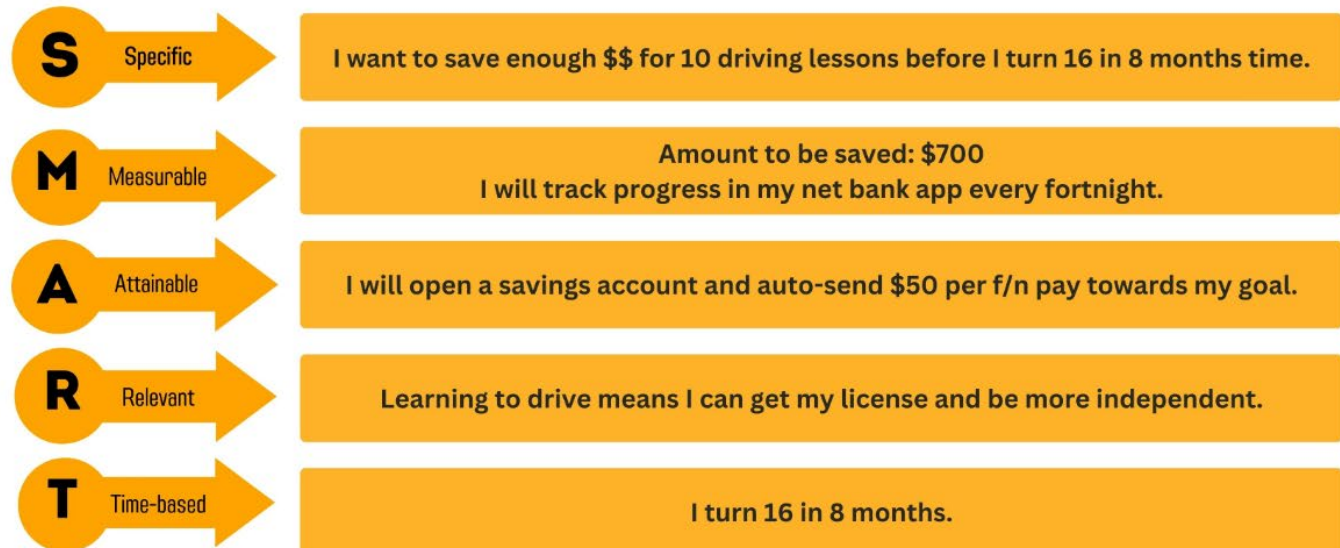 S
Specific
I want to save enough $$ for 10 driving lessons before I turn 16 in 8 months time.
M
Measurable
Amount to be saved: $700
I will track progress in my net bank app every fortnight.
A
Attainable
I will open a savings account and auto-send $50 per f/n pay towards my goal.
R
Relevant
Learning to drive means I can get my license and be more independent.
T
Time-based
I turn 16 in 8 months.